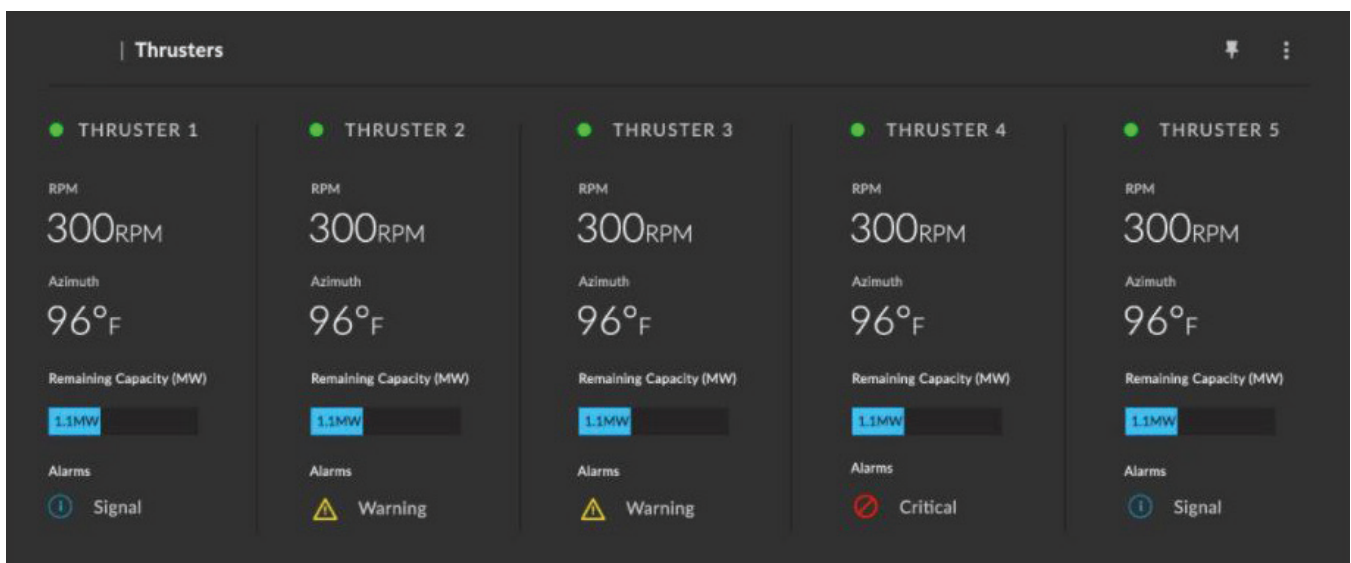 | Thrusters
THRUSTER 1 THRUSTER 2 THRUSTER 3 THRUSTER 4 THRUSTER 5
RPM RPM RPM RPM RPM
300RPM 300RPM 300RPM 300RPM 300RPM
Azimuth Azimuth Azimuth Azimuth Azimuth
96°F 96°F 96°F 96°F 96°F
Remaining Capacity (MW) Remaining Capacity (MW) Remaining Capacity (MW) Remaining Capacity (MW) Remaining Capacity (MW)
1.1MW 1.1MW 1.1MW 1.1MW 1.1MW
Alarms Alarms Alarms Alarms Alarms
Signal Warning Warning Critical Signal